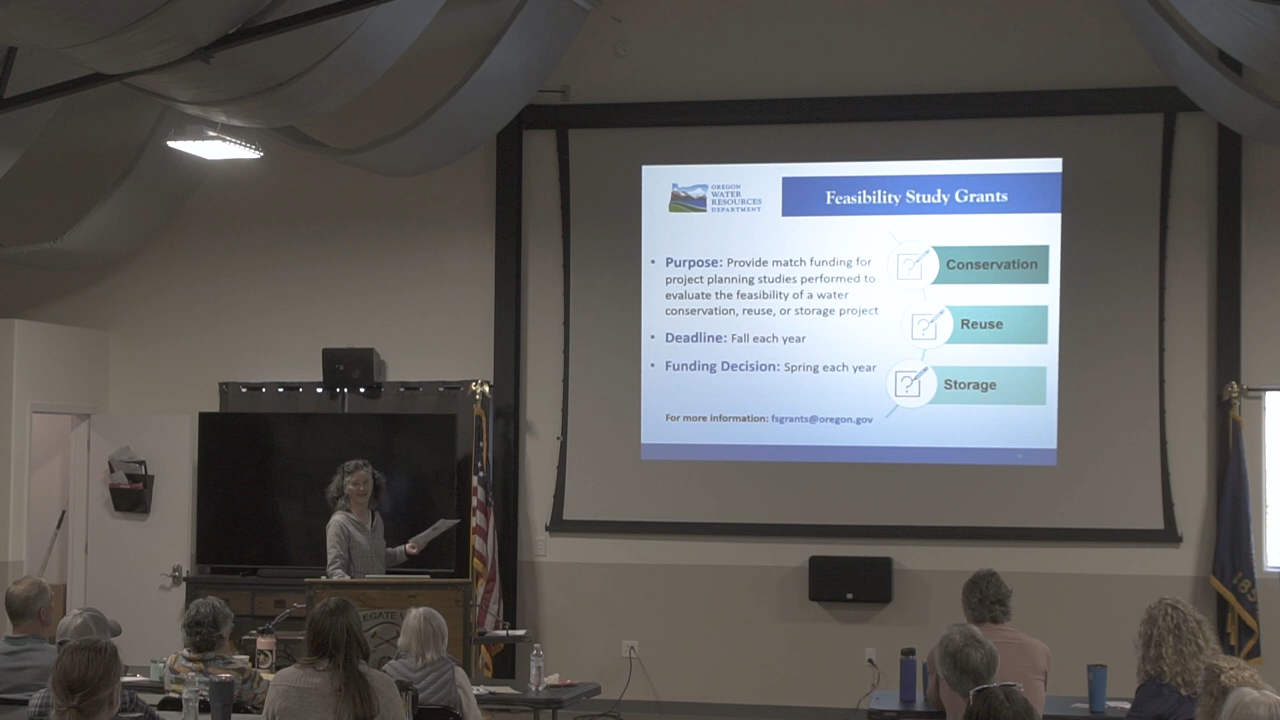 OREGON
WATER
RESOURCES
DEPARTMENT
Feasibility Study Grants
• Purpose: Provide match funding for
project planning studies performed to
evaluate the feasibility of a water
conservation, reuse, or storage project
• Deadline: Fall each year
• Funding Decision: Spring each year
For more information: fsgrants@oregon.gov
Conservation
Reuse
Storage
EGATE
185